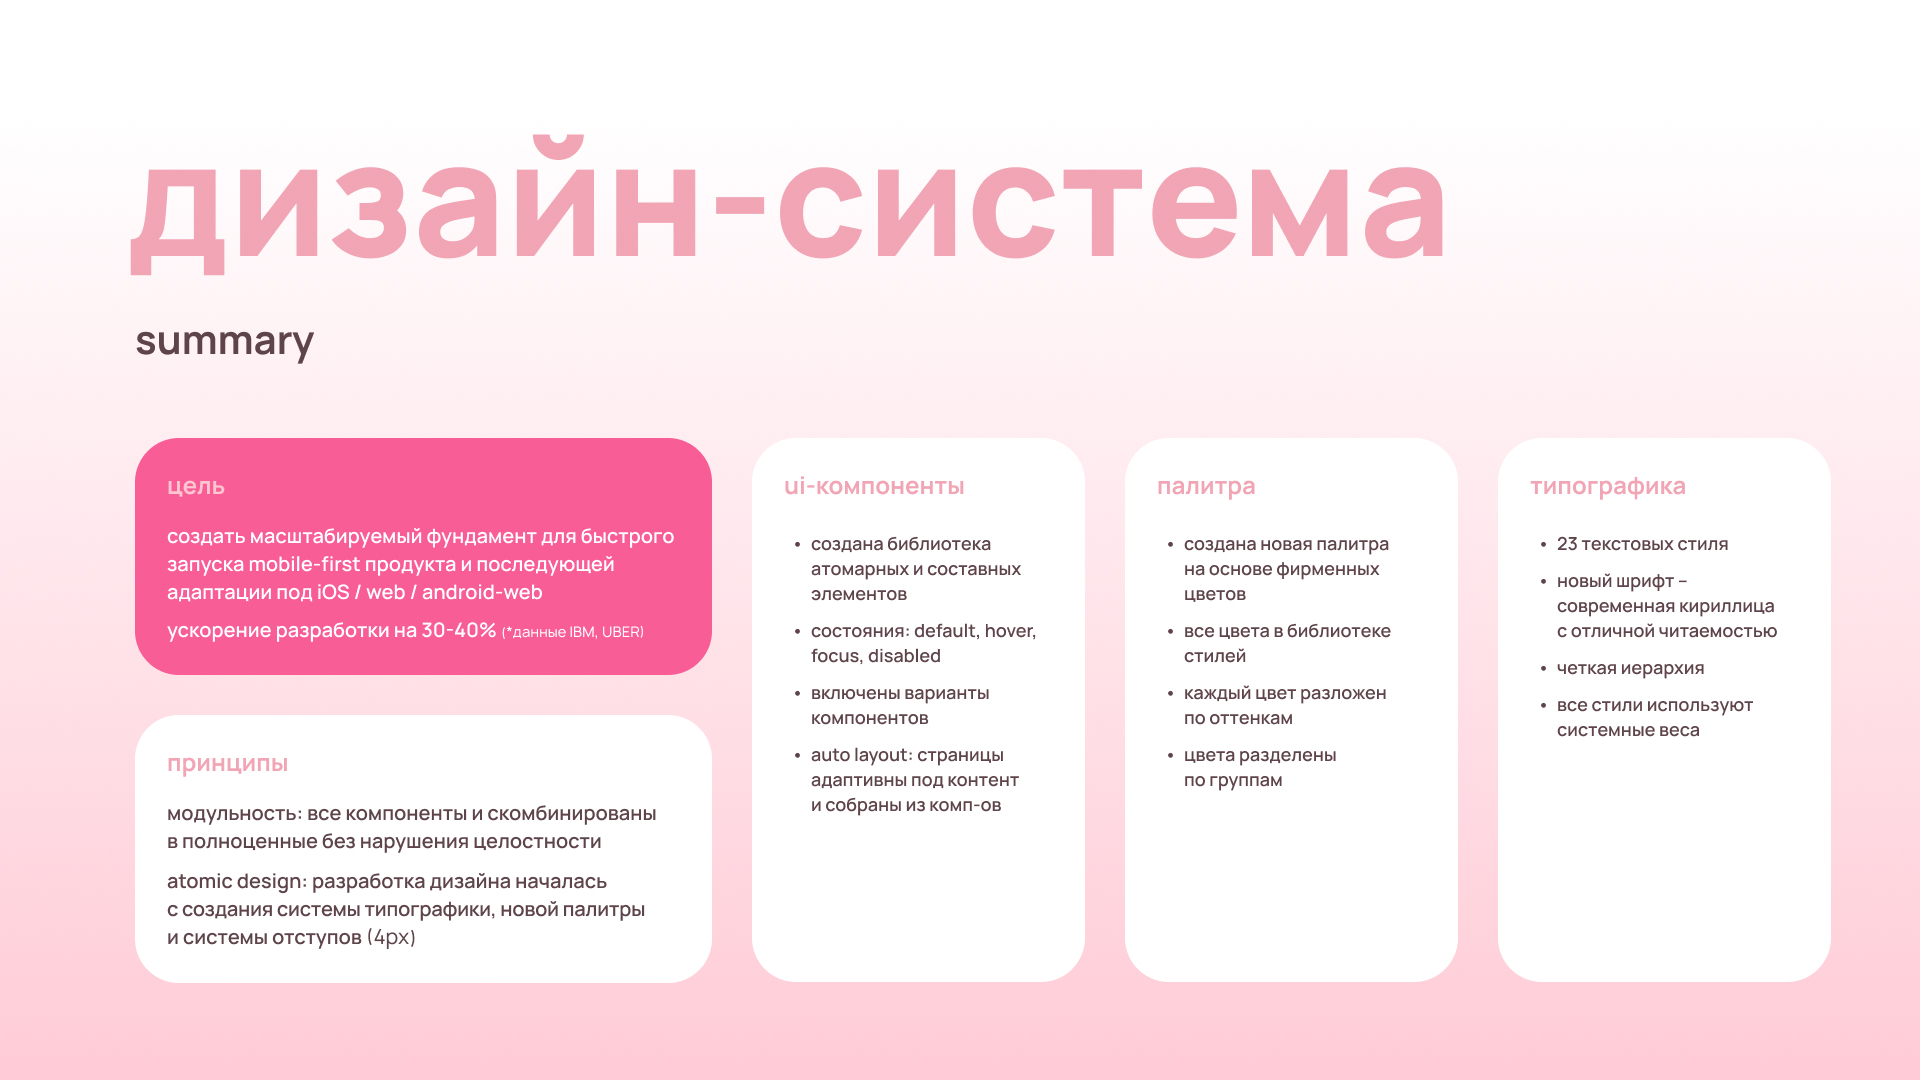 дизайн-система
summary
цель
создать масштабируемый фундамент для быстрого
запуска mobile-first продукта и последующей
адаптации под iOS / web / android-web
ускорение разработки на 30-40% (*данные IBM, UBER)
принципы
модульность: все компоненты и скомбинированы
в полноценные без нарушения целостности
atomic design: разработка дизайна началась
с создания системы типографики, новой палитры
и системы отступов (4px)
ui-компоненты
• создана библиотека
атомарных и составных
элементов
• состояния: default, hover,
focus, disabled
• включены варианты
компонентов
• auto layout: страницы
адаптивны под контент
и собраны из комп-ов
палитра
• создана новая палитра
на основе фирменных
цветов
• все цвета в библиотеке
стилей
• каждый цвет разложен
по оттенкам
• цвета разделены
по группам
типографика
• 23 текстовых стиля
• новый шрифт –
современная кириллица
с отличной читаемостью
• четкая иерархия
• все стили используют
системные веса